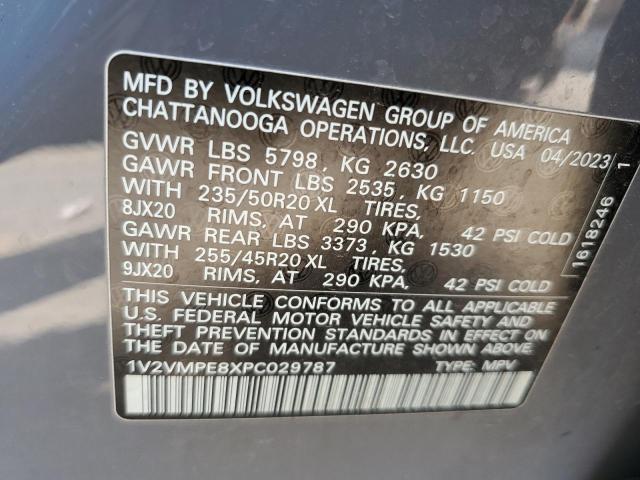 MFD BY VOLKSWAGEN GROUP OF AMERICA
CHATTANOOGA OPERATIONS, LLC. USA 04/2023
GVWR LBS 5798, KG 2630
GAWR FRONT LBS 2535, KG 1150
WITH 235/50R20 XL TIRES,
8JX20 RIMS, AT 290 KPA, 42 PSI COLD
GAWR REAR LBS 3373, KG 1530
WITH 255/45R20 XL TIRES,
9JX20 RIMS, AT 290 KPA, 42 PSI COLD
THIS VEHICLE CONFORMS TO ALL APPLICABLE
U.S. FEDERAL MOTOR VEHICLE SAFETY AND
THEFT PREVENTION STANDARDS IN EFFECT ON
THE DATE OF MANUFACTURE SHOWN ABOVE.
1V2VMPE8XPC029787 TYPE: MPV
1618246 1